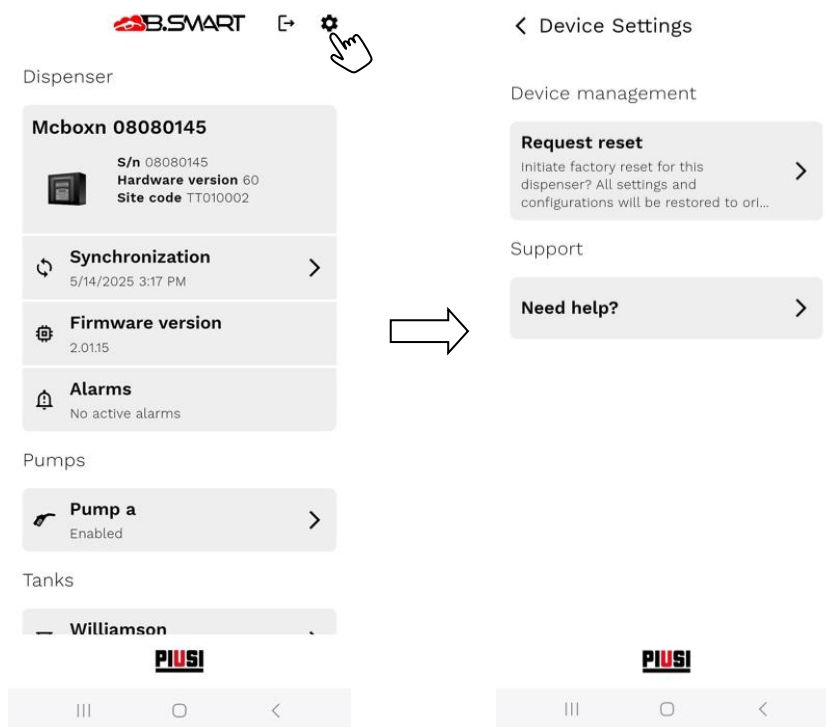 B.SMART
Dispenser
Mcboxn 08080145
S/n 08080145
Hardware version 60
Site code TT010002
Synchronization
5/14/2025 3:17 PM
Firmware version
2.01.15
Alarms
No active alarms
Pumps
Pump a
Enabled
Tanks
Williamson
PIUSI
Device Settings
Device management
Request reset
Initiate factory reset for this
dispenser? All settings and
configurations will be restored to ori...
Support
Need help?
PIUSI